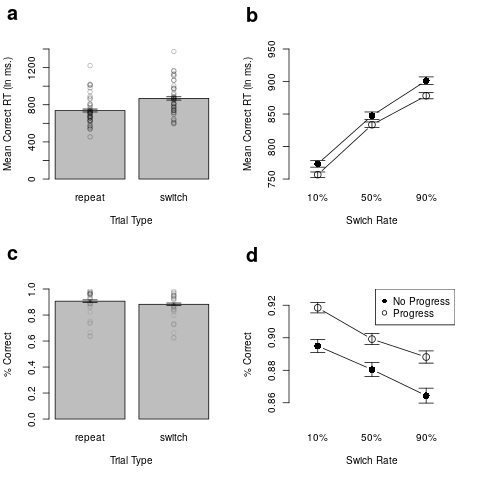 a
Mean Correct RT (In ms.)
1200
800
400
0
repeat
switch
Trial Type
b
Mean Correct RT (In ms.)
950
900
850
800
750
10%
50%
90%
Swich Rate
c
% Correct
1.0
0.8
0.6
0.4
0.2
0.0
repeat
switch
Trial Type
d
% Correct
0.92
0.90
0.88
0.86
No Progress
Progress
10%
50%
90%
Swich Rate